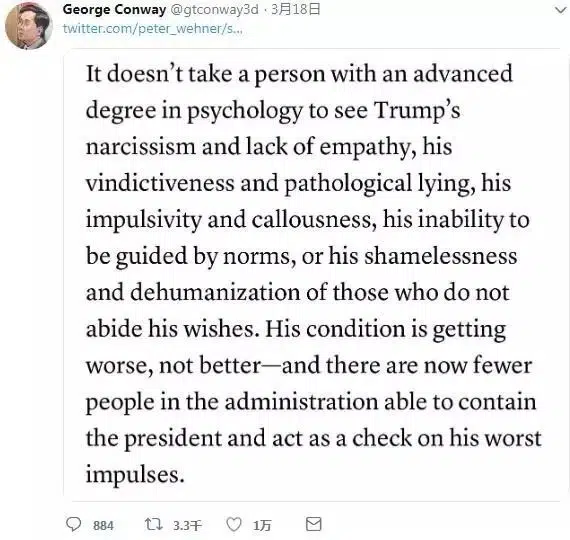 George Conway @gtconway3d · 3月18日
twitter.com/peter_wehner/s...
It doesn’t take a person with an advanced
degree in psychology to see Trump’s
narcissism and lack of empathy, his
vindictiveness and pathological lying, his
impulsivity and callousness, his inability to
be guided by norms, or his shamelessness
and dehumanization of those who do not
abide his wishes. His condition is getting
worse, not better—and there are now fewer
people in the administration able to contain
the president and act as a check on his worst
impulses.
884 3.3千 1万